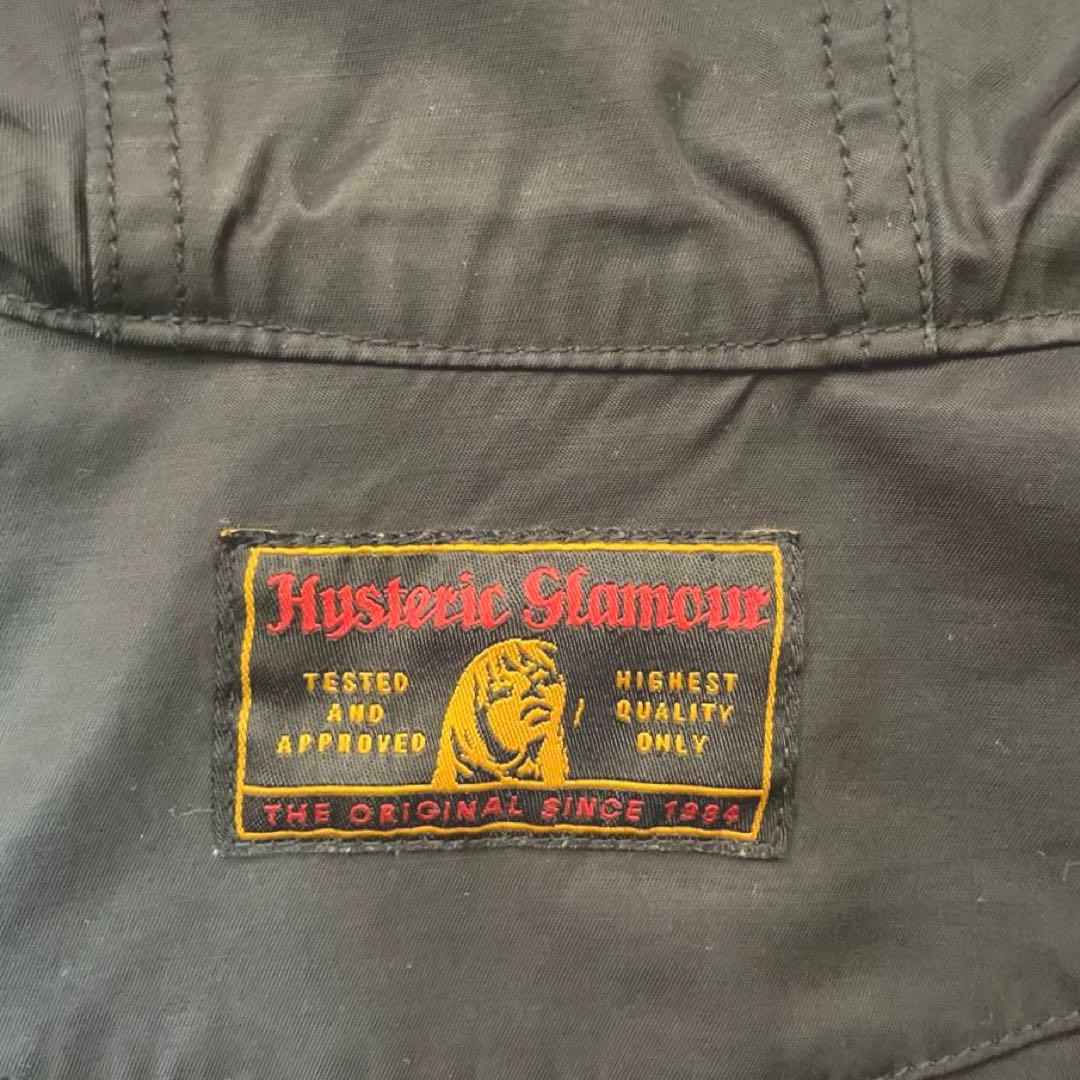 Hysteric Glamour
TESTED
AND
APPROVED
HIGHEST
QUALITY
ONLY
THE ORIGINAL SINCE 1984